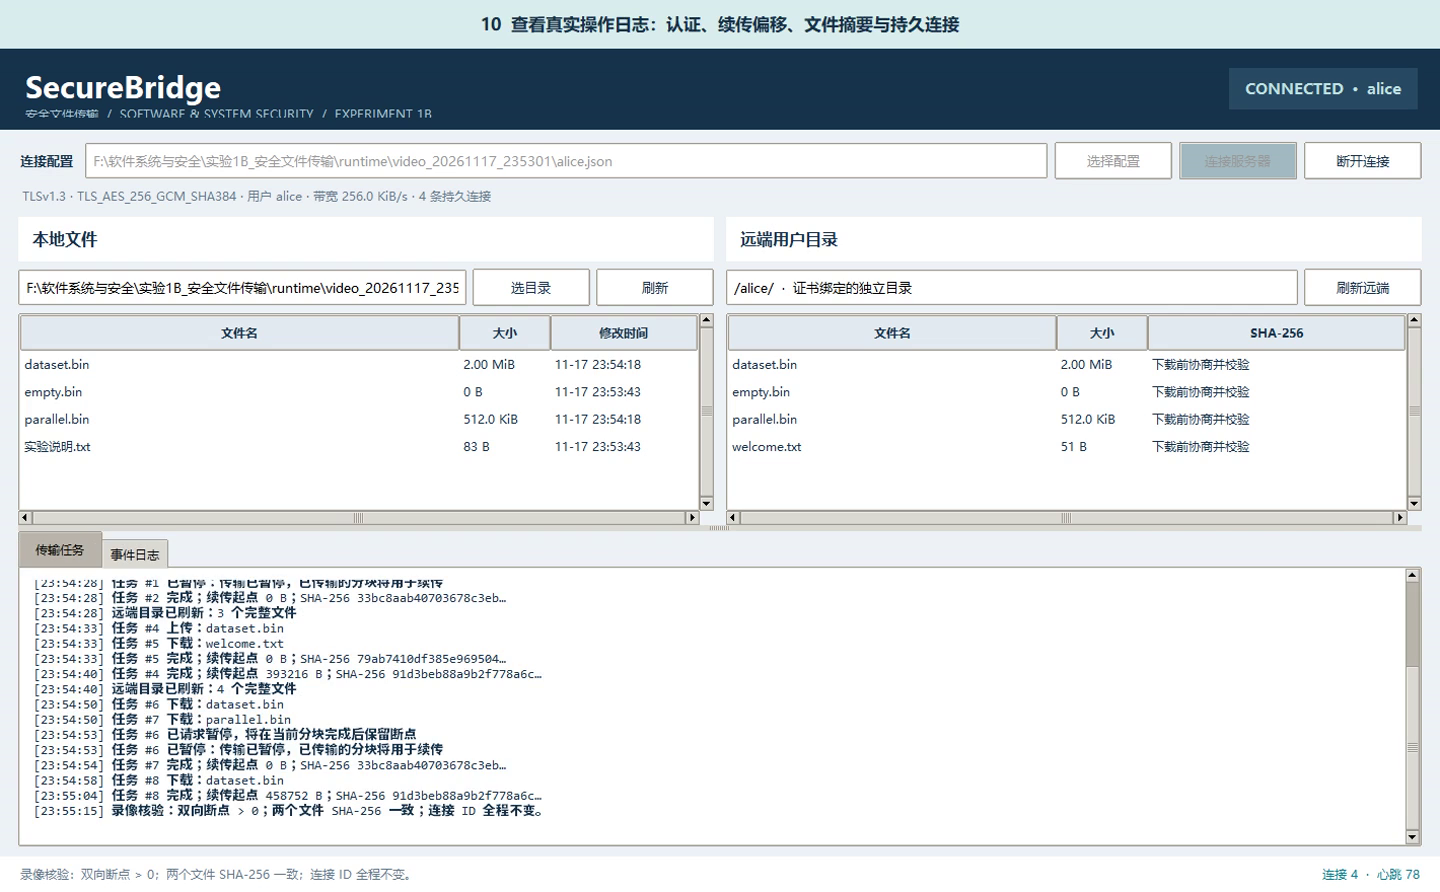 10 查看真实操作日志：认证、续传偏移、文件摘要与持久连接
SecureBridge
安全文件传输 / SOFTWARE & SYSTEM SECURITY / EXPERIMENT 1B
CONNECTED • alice
连接配置
F:\软件系统与安全\实验1B_安全文件传输\runtime\video_20261117_235301\alice.json
选择配置
连接服务器
断开连接
TLSv1.3 · TLS_AES_256_GCM_SHA384 · 用户 alice · 带宽 256.0 KiB/s · 4 条持久连接
本地文件
F:\软件系统与安全\实验1B_安全文件传输\runtime\video_20261117_235
选目录
刷新
文件名 大小 修改时间
dataset.bin 2.00 MiB 11-17 23:54:18
empty.bin 0 B 11-17 23:53:43
parallel.bin 512.0 KiB 11-17 23:54:18
实验说明.txt 83 B 11-17 23:53:43
远端用户目录
/alice/ · 证书绑定的独立目录
刷新远端
文件名 大小 SHA-256
dataset.bin 2.00 MiB 下载前协商并校验
empty.bin 0 B 下载前协商并校验
parallel.bin 512.0 KiB 下载前协商并校验
welcome.txt 51 B 下载前协商并校验
传输任务
事件日志
[23:54:28] 任务 #1 已暂停：传输已暂停，已传输的分块将用于续传
[23:54:28] 任务 #2 完成；续传起点 0 B；SHA-256 33bc8aab40703678c3eb…
[23:54:28] 远端目录已刷新：3 个完整文件
[23:54:33] 任务 #4 上传：dataset.bin
[23:54:33] 任务 #5 下载：welcome.txt
[23:54:33] 任务 #5 完成；续传起点 0 B；SHA-256 79ab7410df385e969504…
[23:54:40] 任务 #4 完成；续传起点 393216 B；SHA-256 91d3beb88a9b2f778a6c…
[23:54:40] 远端目录已刷新：4 个完整文件
[23:54:50] 任务 #6 下载：dataset.bin
[23:54:50] 任务 #7 下载：parallel.bin
[23:54:53] 任务 #6 已请求暂停，将在当前分块完成后保留断点
[23:54:53] 任务 #6 已暂停：传输已暂停，已传输的分块将用于续传
[23:54:54] 任务 #7 完成；续传起点 0 B；SHA-256 33bc8aab40703678c3eb…
[23:54:58] 任务 #8 下载：dataset.bin
[23:55:04] 任务 #8 完成；续传起点 458752 B；SHA-256 91d3beb88a9b2f778a6c…
[23:55:15] 录像核验：双向断点 > 0；两个文件 SHA-256 一致；连接 ID 全程不变。
录像核验：双向断点 > 0；两个文件 SHA-256 一致；连接 ID 全程不变。
连接 4 · 心跳 78